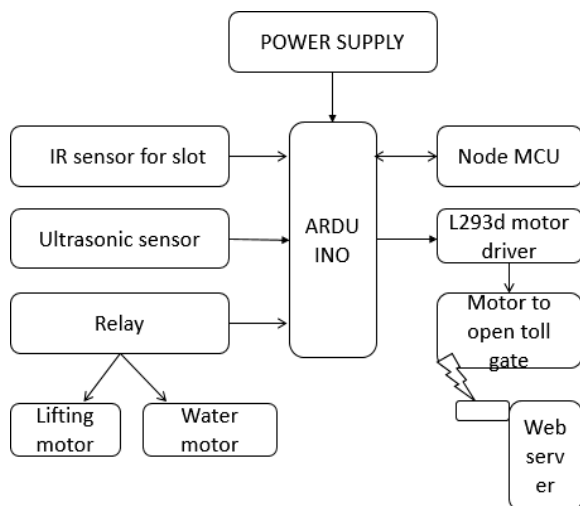 POWER SUPPLY
IR sensor for slot
Ultrasonic sensor
Relay
Lifting
motor
Water
motor
ARDU
INO
Node MCU
L293d motor
driver
Motor to
open toll
gate
Web
serv
er